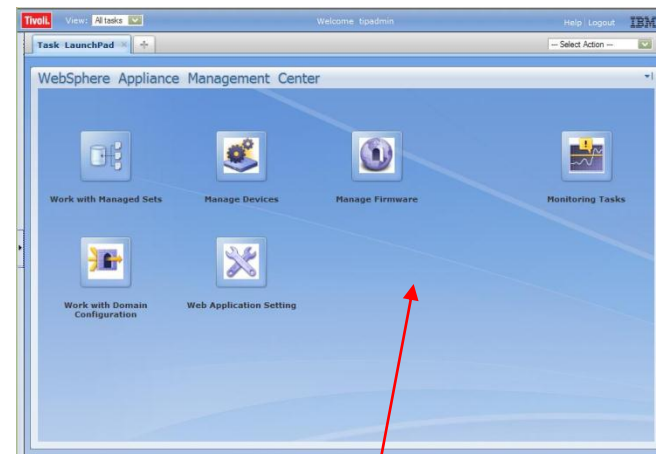 Tivoli. View: All tasks Welcome tipadmin Help Logout IBM
Task LaunchPad --- Select Action ---
WebSphere Appliance Management Center
Work with Managed Sets Manage Devices Manage Firmware Monitoring Tasks
Work with Domain Web Application Setting
Configuration